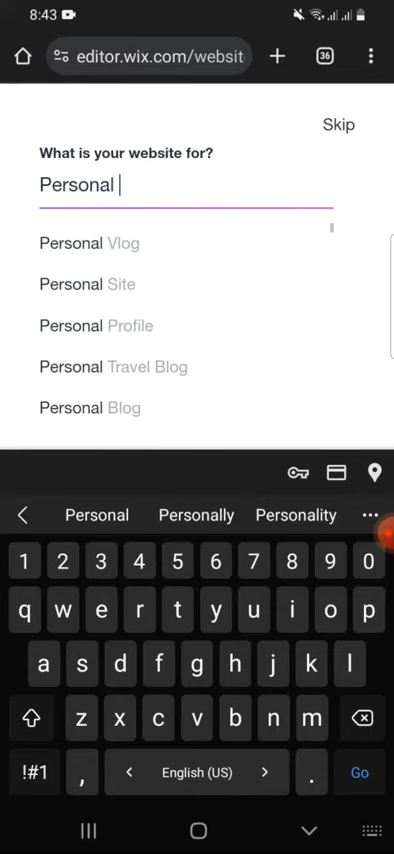 8:43
36
editor.wix.com/websit
Skip
What is your website for?
Personal
Personal Vlog
Personal Site
Personal Profile
Personal Travel Blog
Personal Blog
Personal Personally Personality
1 2 3 4 5 6 7 8 9 0
q w e r t y u i o p
a s d f g h j k l
z x c v b n m
!#1 , English (US) . Go